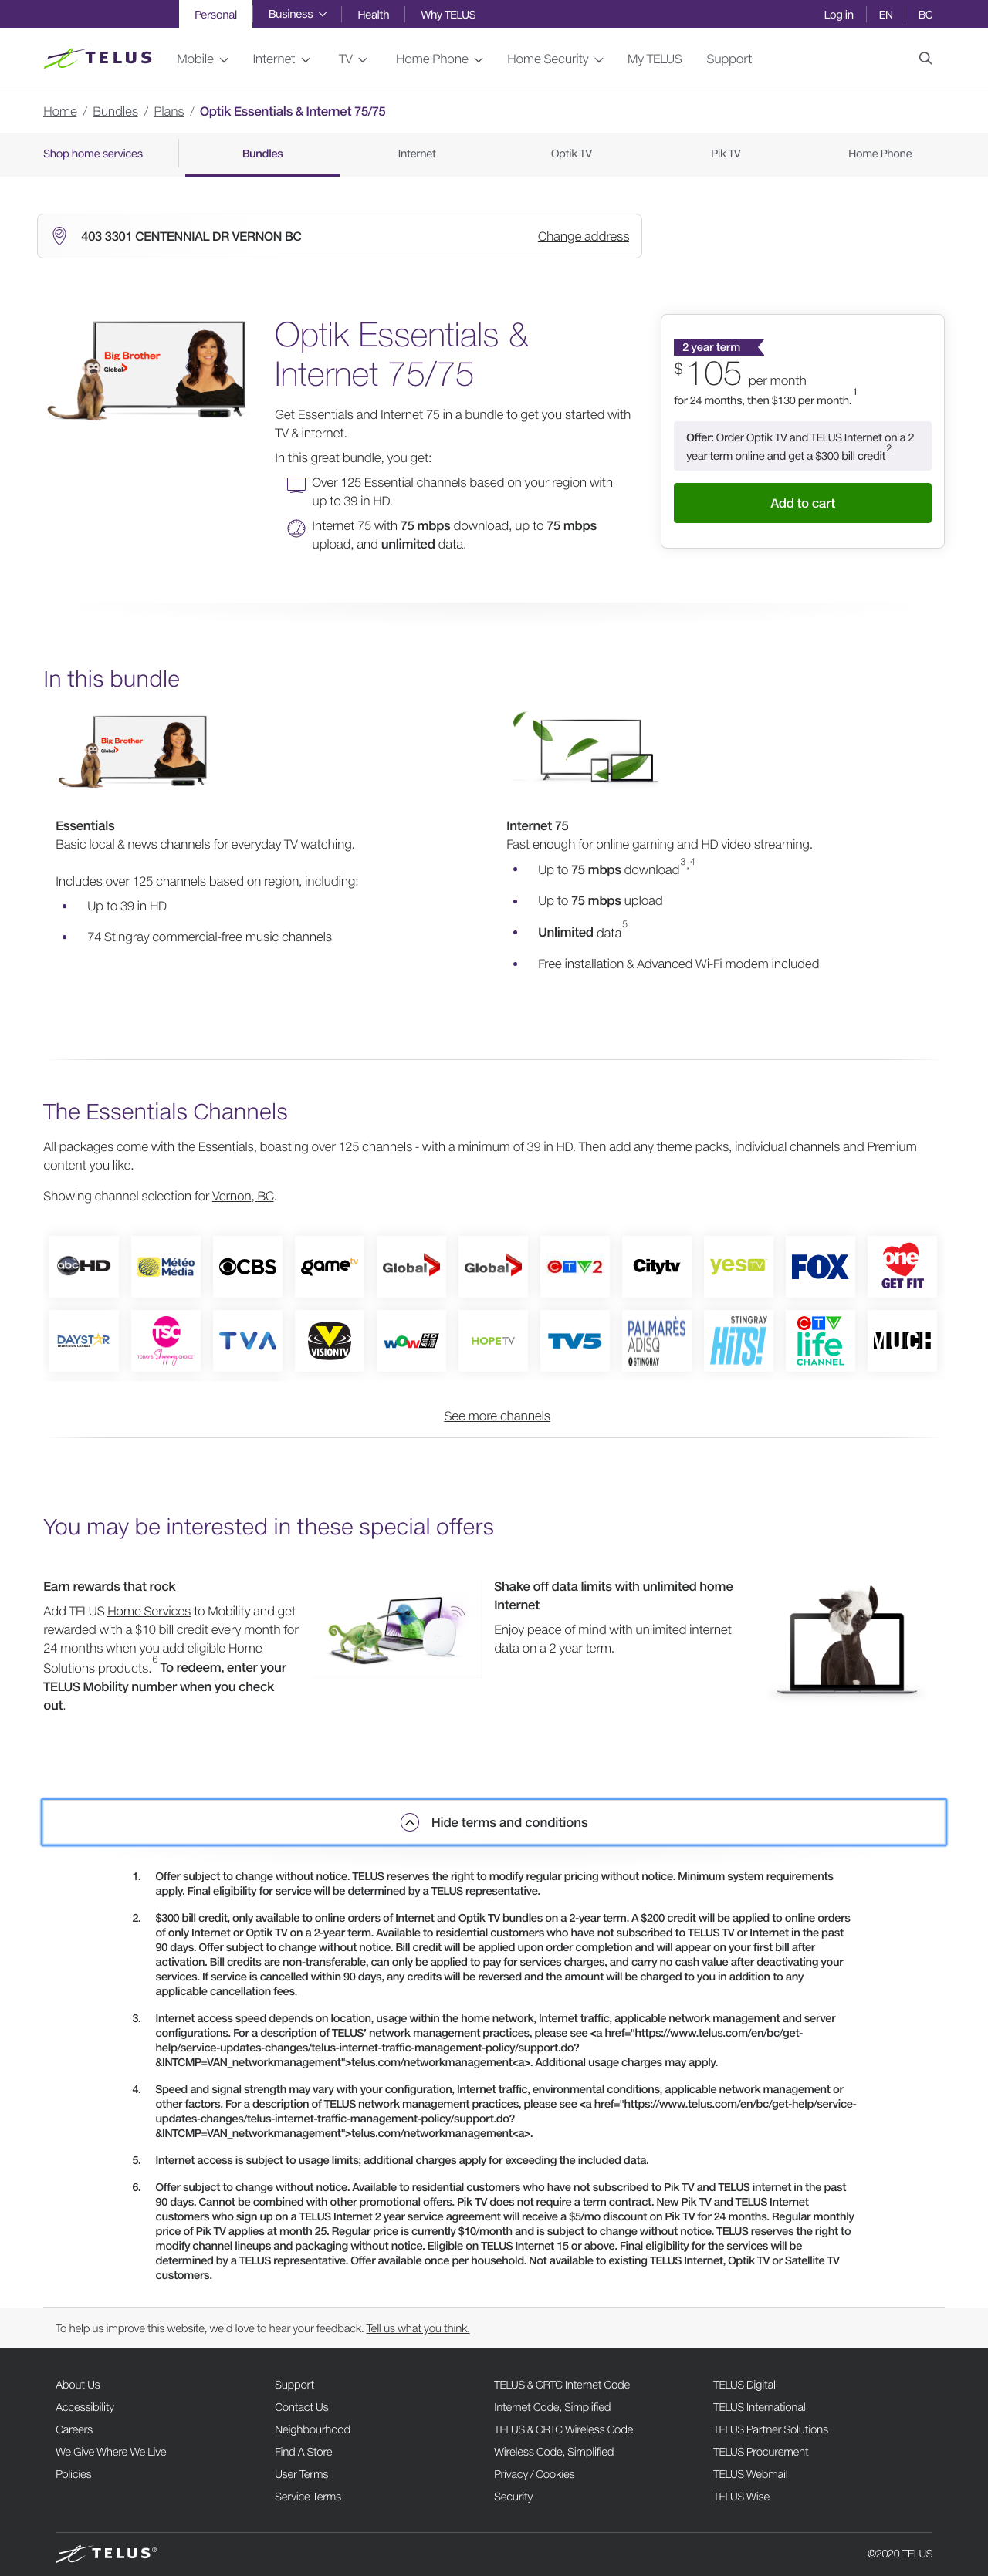 Personal Business Health Why TELUS Log in EN BC
TELUS Mobile Internet TV Home Phone Home Security My TELUS Support
Home / Bundles / Plans / Optik Essentials & Internet 75/75
Shop home services Bundles Internet Optik TV Pik TV Home Phone
403 3301 CENTENNIAL DR VERNON BC Change address
Big Brother
Global
Optik Essentials &
Internet 75/75
Get Essentials and Internet 75 in a bundle to get you started with
TV & internet.
In this great bundle, you get:
Over 125 Essential channels based on your region with
up to 39 in HD.
Internet 75 with 75 mbps download, up to 75 mbps
upload, and unlimited data.
2 year term
$105 per month
for 24 months, then $130 per month.1
Offer: Order Optik TV and TELUS Internet on a 2
year term online and get a $300 bill credit2
Add to cart
In this bundle
Big Brother
Global
Essentials
Basic local & news channels for everyday TV watching.
Includes over 125 channels based on region, including:
• Up to 39 in HD
• 74 Stingray commercial-free music channels
Internet 75
Fast enough for online gaming and HD video streaming.
• Up to 75 mbps download3,4
• Up to 75 mbps upload
• Unlimited data5
• Free installation & Advanced Wi-Fi modem included
The Essentials Channels
All packages come with the Essentials, boasting over 125 channels - with a minimum of 39 in HD. Then add any theme packs, individual channels and Premium
content you like.
Showing channel selection for Vernon, BC.
abc HD Météo Média CBS gametv Global Global CTV2 Citytv yes TV FOX one GET FIT
DAYSTAR TSC TODAY'S Shopping CHOICE TVA V VISIONTV WOWtv HOPETV TV5 PALMARÈS ADISQ STINGRAY STINGRAY HITS! CTV life CHANNEL MUCH
See more channels
You may be interested in these special offers
Earn rewards that rock
Add TELUS Home Services to Mobility and get
rewarded with a $10 bill credit every month for
24 months when you add eligible Home
Solutions products.6 To redeem, enter your
TELUS Mobility number when you check
out.
Shake off data limits with unlimited home
Internet
Enjoy peace of mind with unlimited internet
data on a 2 year term.
Hide terms and conditions
1. Offer subject to change without notice. TELUS reserves the right to modify regular pricing without notice. Minimum system requirements
apply. Final eligibility for service will be determined by a TELUS representative.
2. $300 bill credit, only available to online orders of Internet and Optik TV bundles on a 2-year term. A $200 credit will be applied to online orders
of only Internet or Optik TV on a 2-year term. Available to residential customers who have not subscribed to TELUS TV or Internet in the past
90 days. Offer subject to change without notice. Bill credit will be applied upon order completion and will appear on your first bill after
activation. Bill credits are non-transferable, can only be applied to pay for services charges, and carry no cash value after deactivating your
services. If service is cancelled within 90 days, any credits will be reversed and the amount will be charged to you in addition to any
applicable cancellation fees.
3. Internet access speed depends on location, usage within the home network, Internet traffic, applicable network management and server
configurations. For a description of TELUS' network management practices, please see <a href="https://www.telus.com/en/bc/get-
help/service-updates-changes/telus-internet-traffic-management-policy/support.do?
&INTCMP=VAN_networkmanagement">telus.com/networkmanagement<a>. Additional usage charges may apply.
4. Speed and signal strength may vary with your configuration, Internet traffic, environmental conditions, applicable network management or
other factors. For a description of TELUS network management practices, please see <a href="https://www.telus.com/en/bc/get-help/service-
updates-changes/telus-internet-traffic-management-policy/support.do?
&INTCMP=VAN_networkmanagement">telus.com/networkmanagement<a>.
5. Internet access is subject to usage limits; additional charges apply for exceeding the included data.
6. Offer subject to change without notice. Available to residential customers who have not subscribed to Pik TV and TELUS internet in the past
90 days. Cannot be combined with other promotional offers. Pik TV does not require a term contract. New Pik TV and TELUS Internet
customers who sign up on a TELUS Internet 2 year service agreement will receive a $5/mo discount on Pik TV for 24 months. Regular monthly
price of Pik TV applies at month 25. Regular price is currently $10/month and is subject to change without notice. TELUS reserves the right to
modify channel lineups and packaging without notice. Eligible on TELUS Internet 15 or above. Final eligibility for the services will be
determined by a TELUS representative. Offer available once per household. Not available to existing TELUS Internet, Optik TV or Satellite TV
customers.
To help us improve this website, we'd love to hear your feedback. Tell us what you think.
About Us Support TELUS & CRTC Internet Code TELUS Digital
Accessibility Contact Us Internet Code, Simplified TELUS International
Careers Neighbourhood TELUS & CRTC Wireless Code TELUS Partner Solutions
We Give Where We Live Find A Store Wireless Code, Simplified TELUS Procurement
Policies User Terms Privacy / Cookies TELUS Webmail
Service Terms Security TELUS Wise
TELUS® ©2020 TELUS